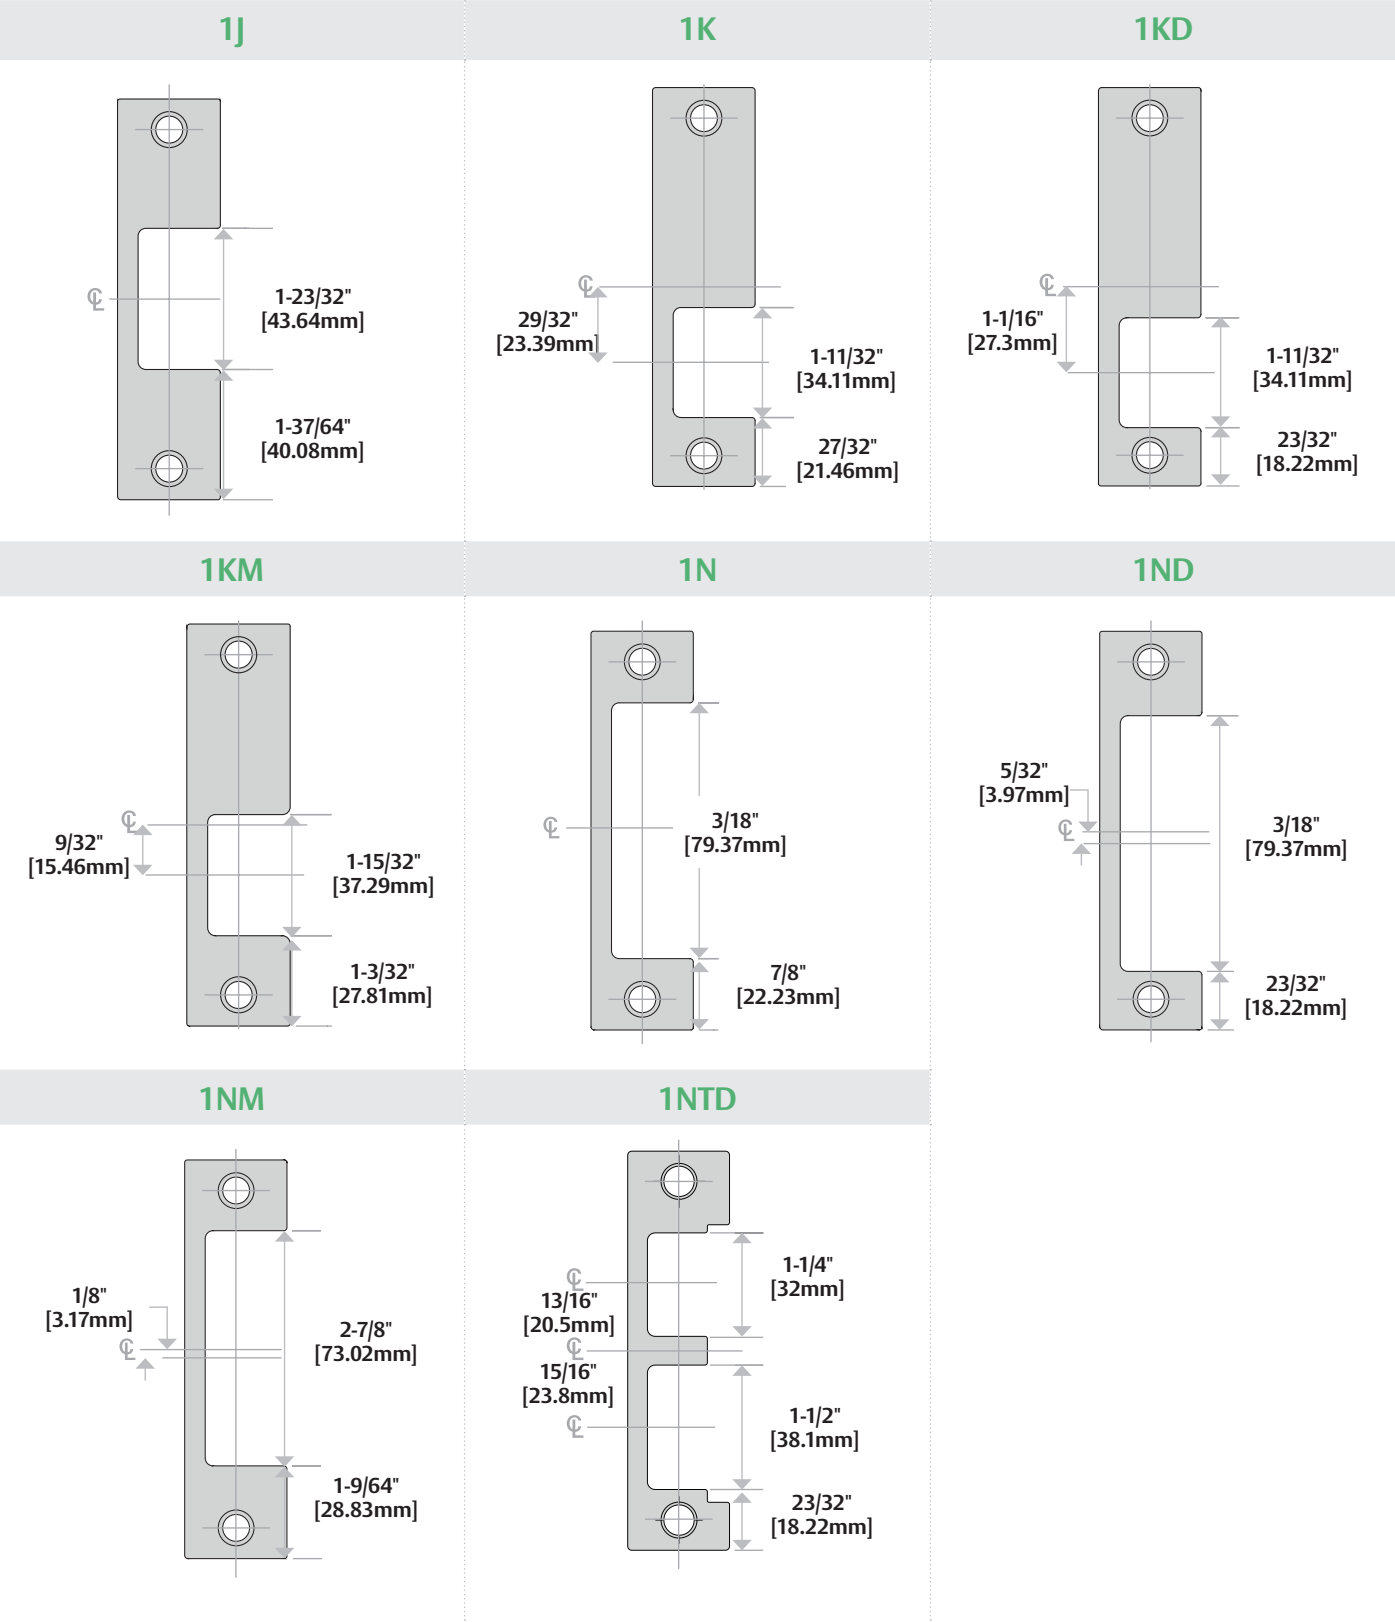 1J
1K
1KD
℄
1-23/32"
[43.64mm]
1-37/64"
[40.08mm]
℄
29/32"
[23.39mm]
1-11/32"
[34.11mm]
27/32"
[21.46mm]
℄
1-1/16"
[27.3mm]
1-11/32"
[34.11mm]
23/32"
[18.22mm]
1KM
1N
1ND
℄
9/32"
[15.46mm]
1-15/32"
[37.29mm]
1-3/32"
[27.81mm]
℄
3/18"
[79.37mm]
7/8"
[22.23mm]
5/32"
[3.97mm]
℄
3/18"
[79.37mm]
23/32"
[18.22mm]
1NM
1NTD
1/8"
[3.17mm]
℄
2-7/8"
[73.02mm]
1-9/64"
[28.83mm]
℄
13/16"
[20.5mm]
℄
15/16"
[23.8mm]
℄
1-1/4"
[32mm]
1-1/2"
[38.1mm]
23/32"
[18.22mm]